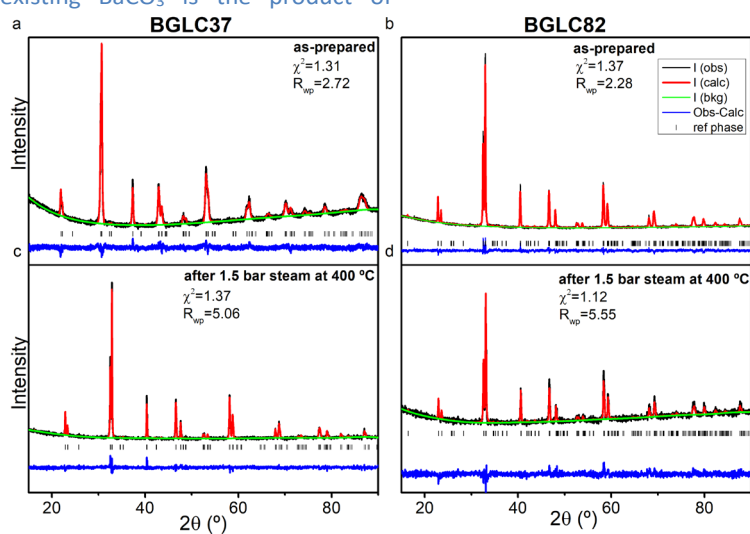 existing BaCO3 is the product of
BGLC37
BGLC82
a
as-prepared
χ²=1.31
Rwp=2.72
b
as-prepared
χ²=1.37
Rwp=2.28
I (obs)
I (calc)
I (bkg)
Obs-Calc
ref phase
Intensity
c
after 1.5 bar steam at 400 ºC
χ²=1.37
Rwp=5.06
d
after 1.5 bar steam at 400 ºC
χ²=1.12
Rwp=5.55
Intensity
20 40 60 80
2θ (º)
20 40 60 80
2θ (º)